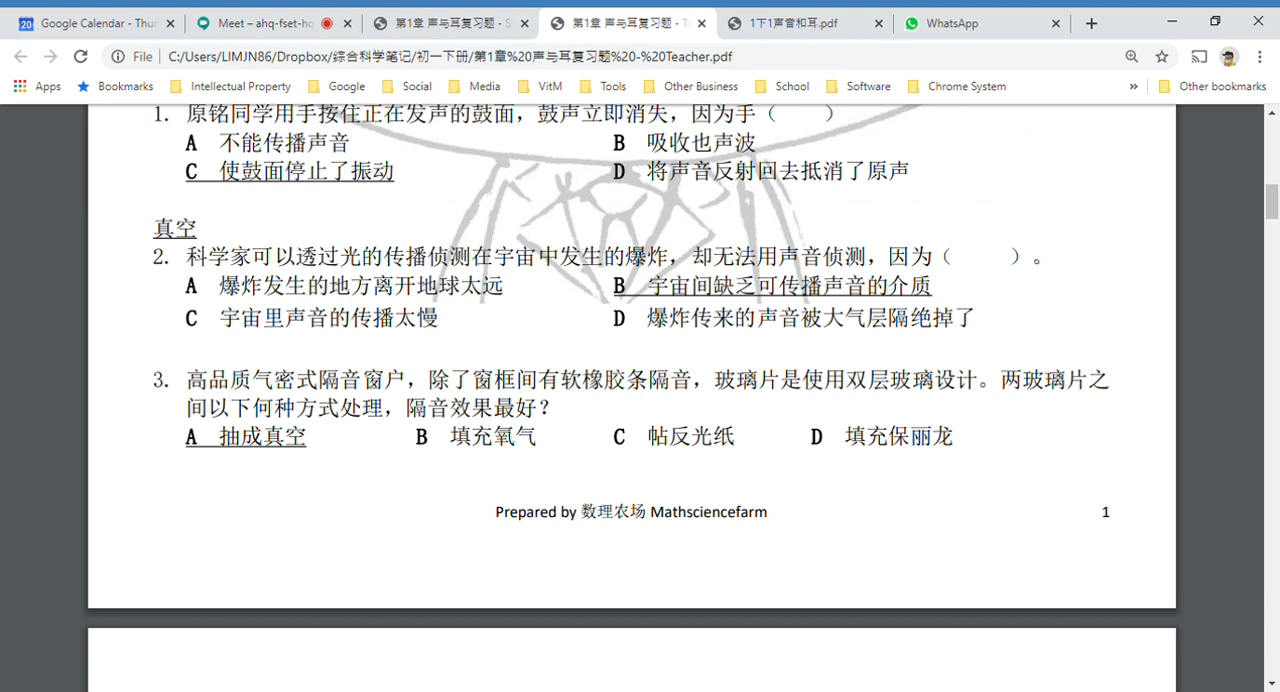 Google Calendar - Thur
Meet – ahq-fset-hq
第1章 声与耳复习题 - S
第1章 声与耳复习题 - T
1下1声音和耳.pdf
WhatsApp
File
C:/Users/LIMJN86/Dropbox/综合科学笔记/初一下册/第1章%20声与耳复习题%20-%20Teacher.pdf
Apps Bookmarks Intellectual Property Google Social Media VitM Tools Other Business School Software Chrome System » Other bookmarks
1. 原铭同学用手按住正在发声的鼓面，鼓声立即消失，因为手（ ）
A 不能传播声音 B 吸收也声波
C 使鼓面停止了振动 D 将声音反射回去抵消了原声
真空
2. 科学家可以透过光的传播侦测在宇宙中发生的爆炸，却无法用声音侦测，因为（ ）。
A 爆炸发生的地方离开地球太远 B 宇宙间缺乏可传播声音的介质
C 宇宙里声音的传播太慢 D 爆炸传来的声音被大气层隔绝掉了
3. 高品质气密式隔音窗户，除了窗框间有软橡胶条隔音，玻璃片是使用双层玻璃设计。两玻璃片之
间以下何种方式处理，隔音效果最好？
A 抽成真空 B 填充氧气 C 帖反光纸 D 填充保丽龙
Prepared by 数理农场 Mathsciencefarm 1